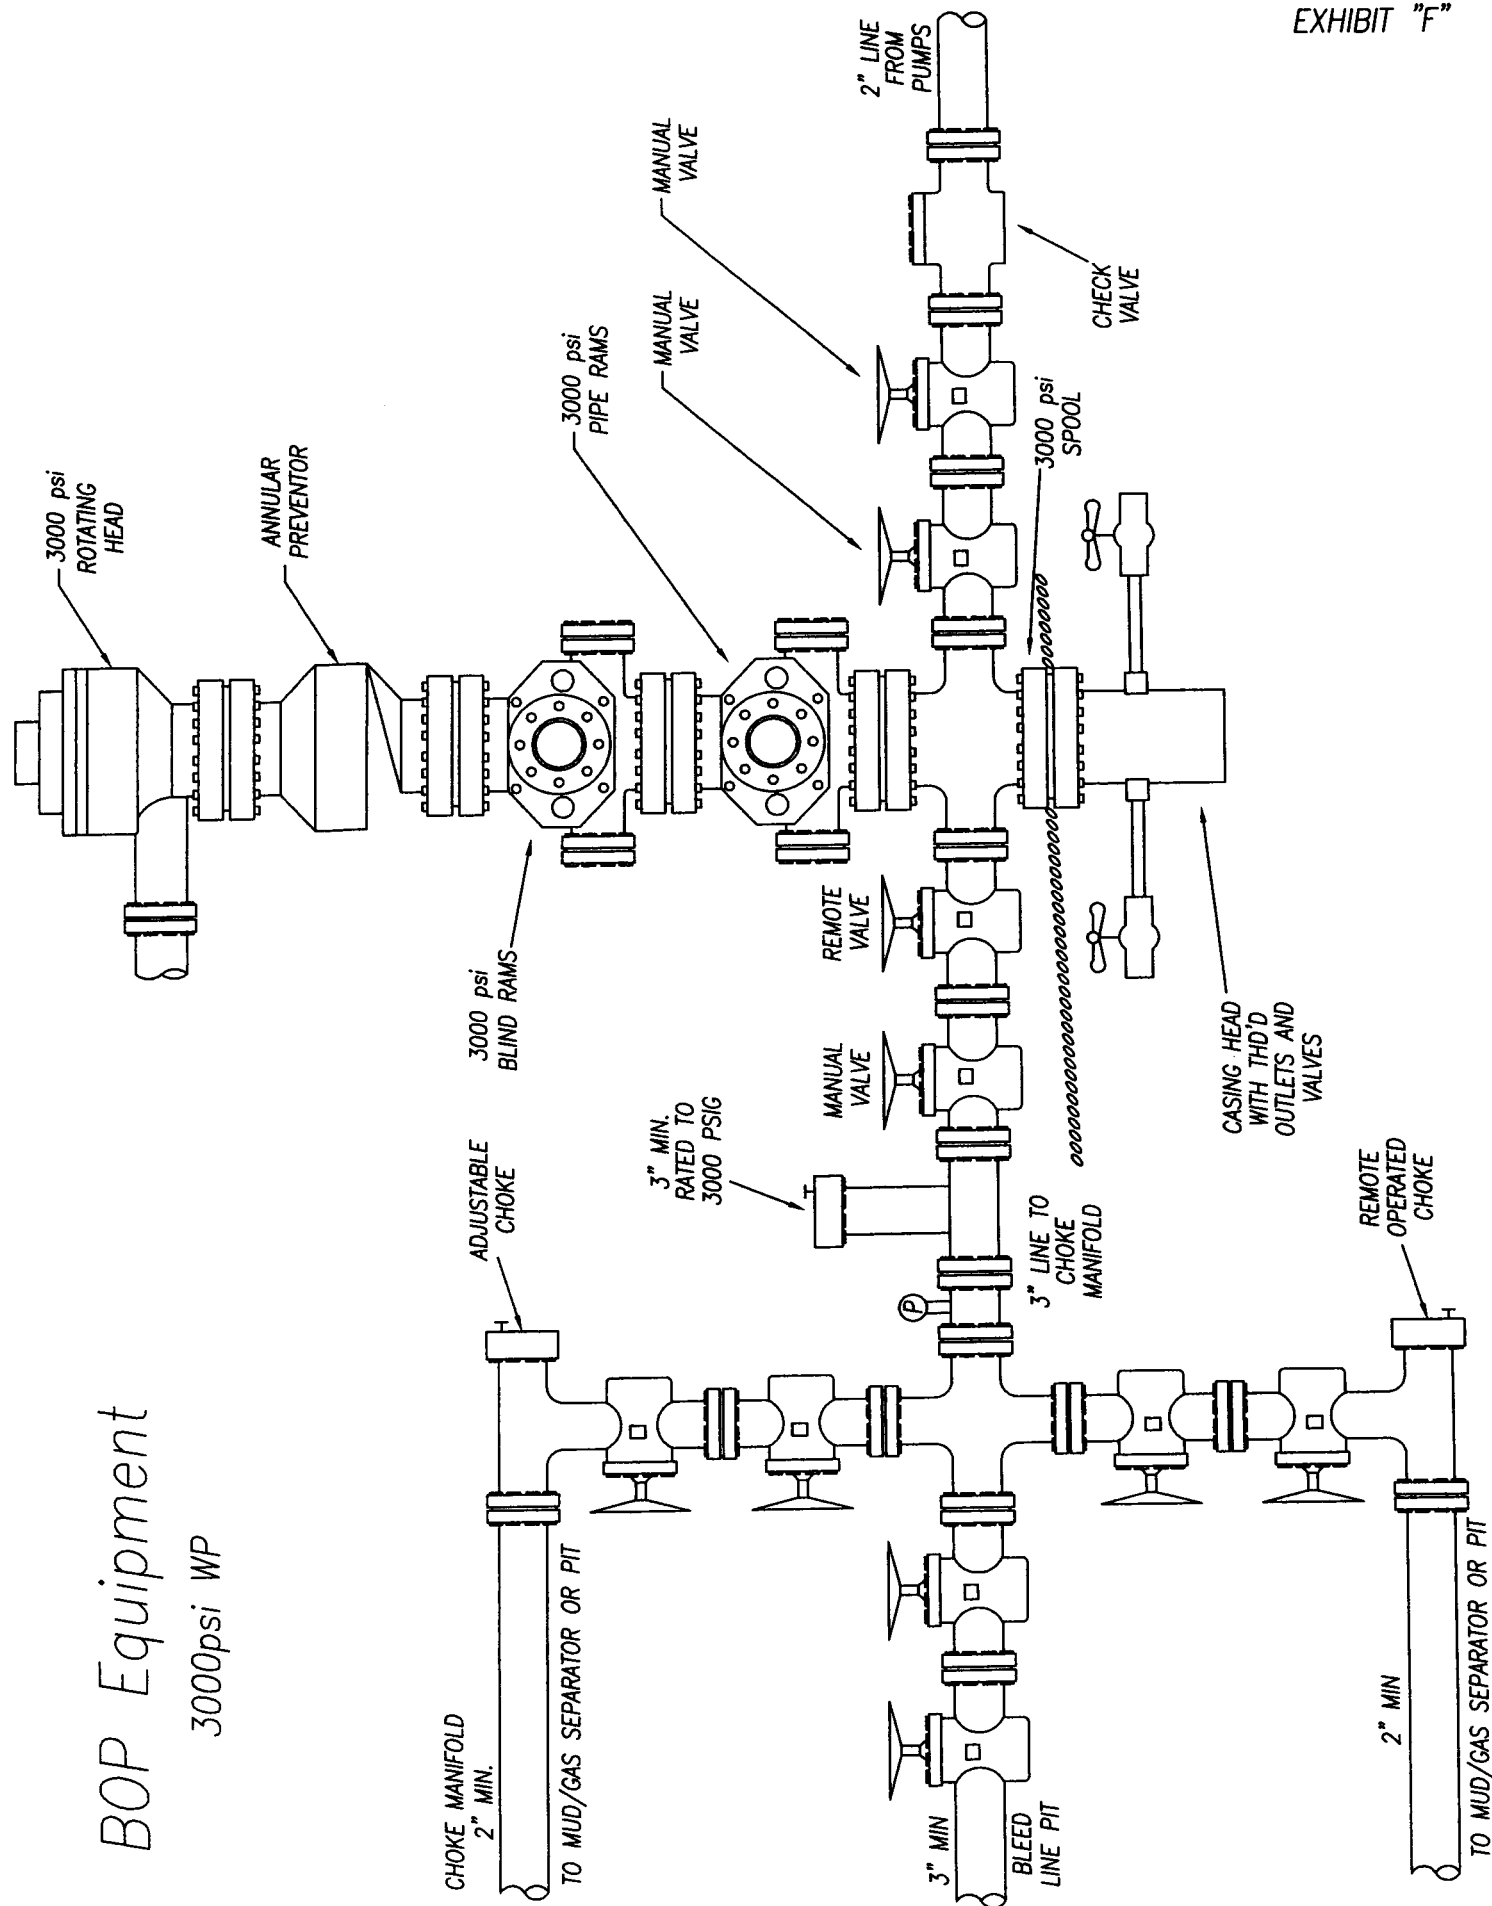 EXHIBIT "F"
BOP Equipment
3000psi WP
3000 psi
ROTATING
HEAD
ANNULAR
PREVENTOR
3000 psi
BLIND RAMS
3000 psi
PIPE RAMS
MANUAL
VALVE
MANUAL
VALVE
2" LINE
FROM
PUMPS
CHECK
VALVE
3000 psi
SPOOL
REMOTE
VALVE
MANUAL
VALVE
CASING HEAD
WITH THD'D
OUTLETS AND
VALVES
3" MIN.
RATED TO
3000 PSIG
3" LINE TO
CHOKE
MANIFOLD
P
ADJUSTABLE
CHOKE
REMOTE
OPERATED
CHOKE
CHOKE MANIFOLD
2" MIN.
TO MUD/GAS SEPARATOR OR PIT
3" MIN
BLEED
LINE PIT
2" MIN
TO MUD/GAS SEPARATOR OR PIT